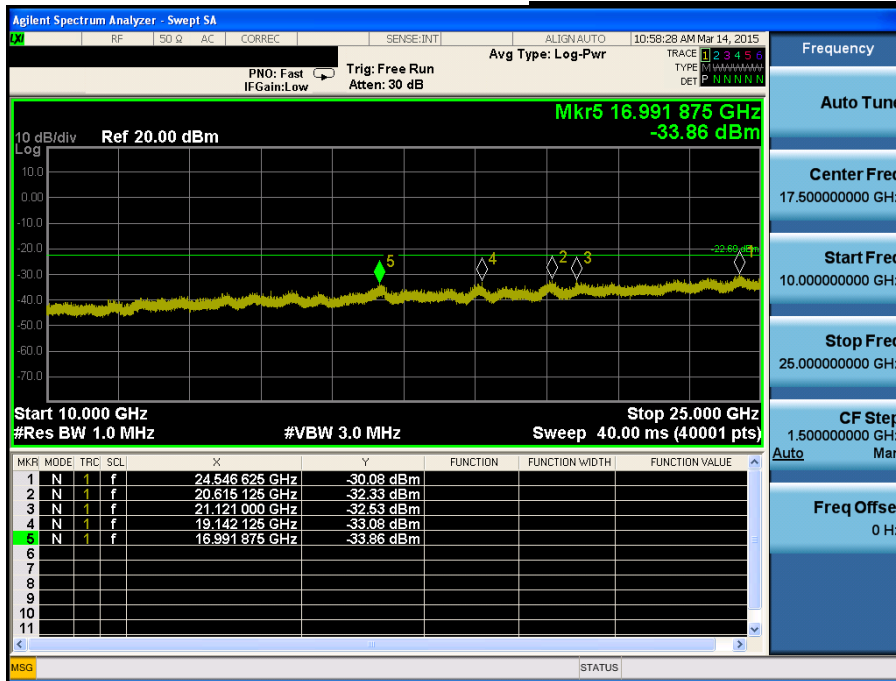 Agilent Spectrum Analyzer - Swept SA
LXI RF 50 Ω AC CORREC SENSE:INT ALIGN AUTO 10:58:28 AM Mar 14, 2015
Frequency
Avg Type: Log-Pwr TRACE 1 2 3 4 5 6
PNO: Fast Trig: Free Run TYPE MWWWWW
IFGain:Low Atten: 30 dB DET P N N N N N
Auto Tune
Mkr5 16.991 875 GHz
-33.86 dBm
10 dB/div Ref 20.00 dBm
Log
10.0
0.00
-10.0
-20.0
-30.0
-40.0
-50.0
-60.0
-70.0
-22.69 dBm
5 4 2 3 1
Center Freq
17.500000000 GHz
Start Freq
10.000000000 GHz
Stop Freq
25.000000000 GHz
Start 10.000 GHz Stop 25.000 GHz
#Res BW 1.0 MHz #VBW 3.0 MHz Sweep 40.00 ms (40001 pts)
CF Step
1.500000000 GHz
Auto Man
MKR MODE TRC SCL X Y FUNCTION FUNCTION WIDTH FUNCTION VALUE
1 N 1 f 24.546 625 GHz -30.08 dBm
2 N 1 f 20.615 125 GHz -32.33 dBm
3 N 1 f 21.121 000 GHz -32.53 dBm
4 N 1 f 19.142 125 GHz -33.08 dBm
5 N 1 f 16.991 875 GHz -33.86 dBm
6
7
8
9
10
11
Freq Offset
0 Hz
MSG STATUS